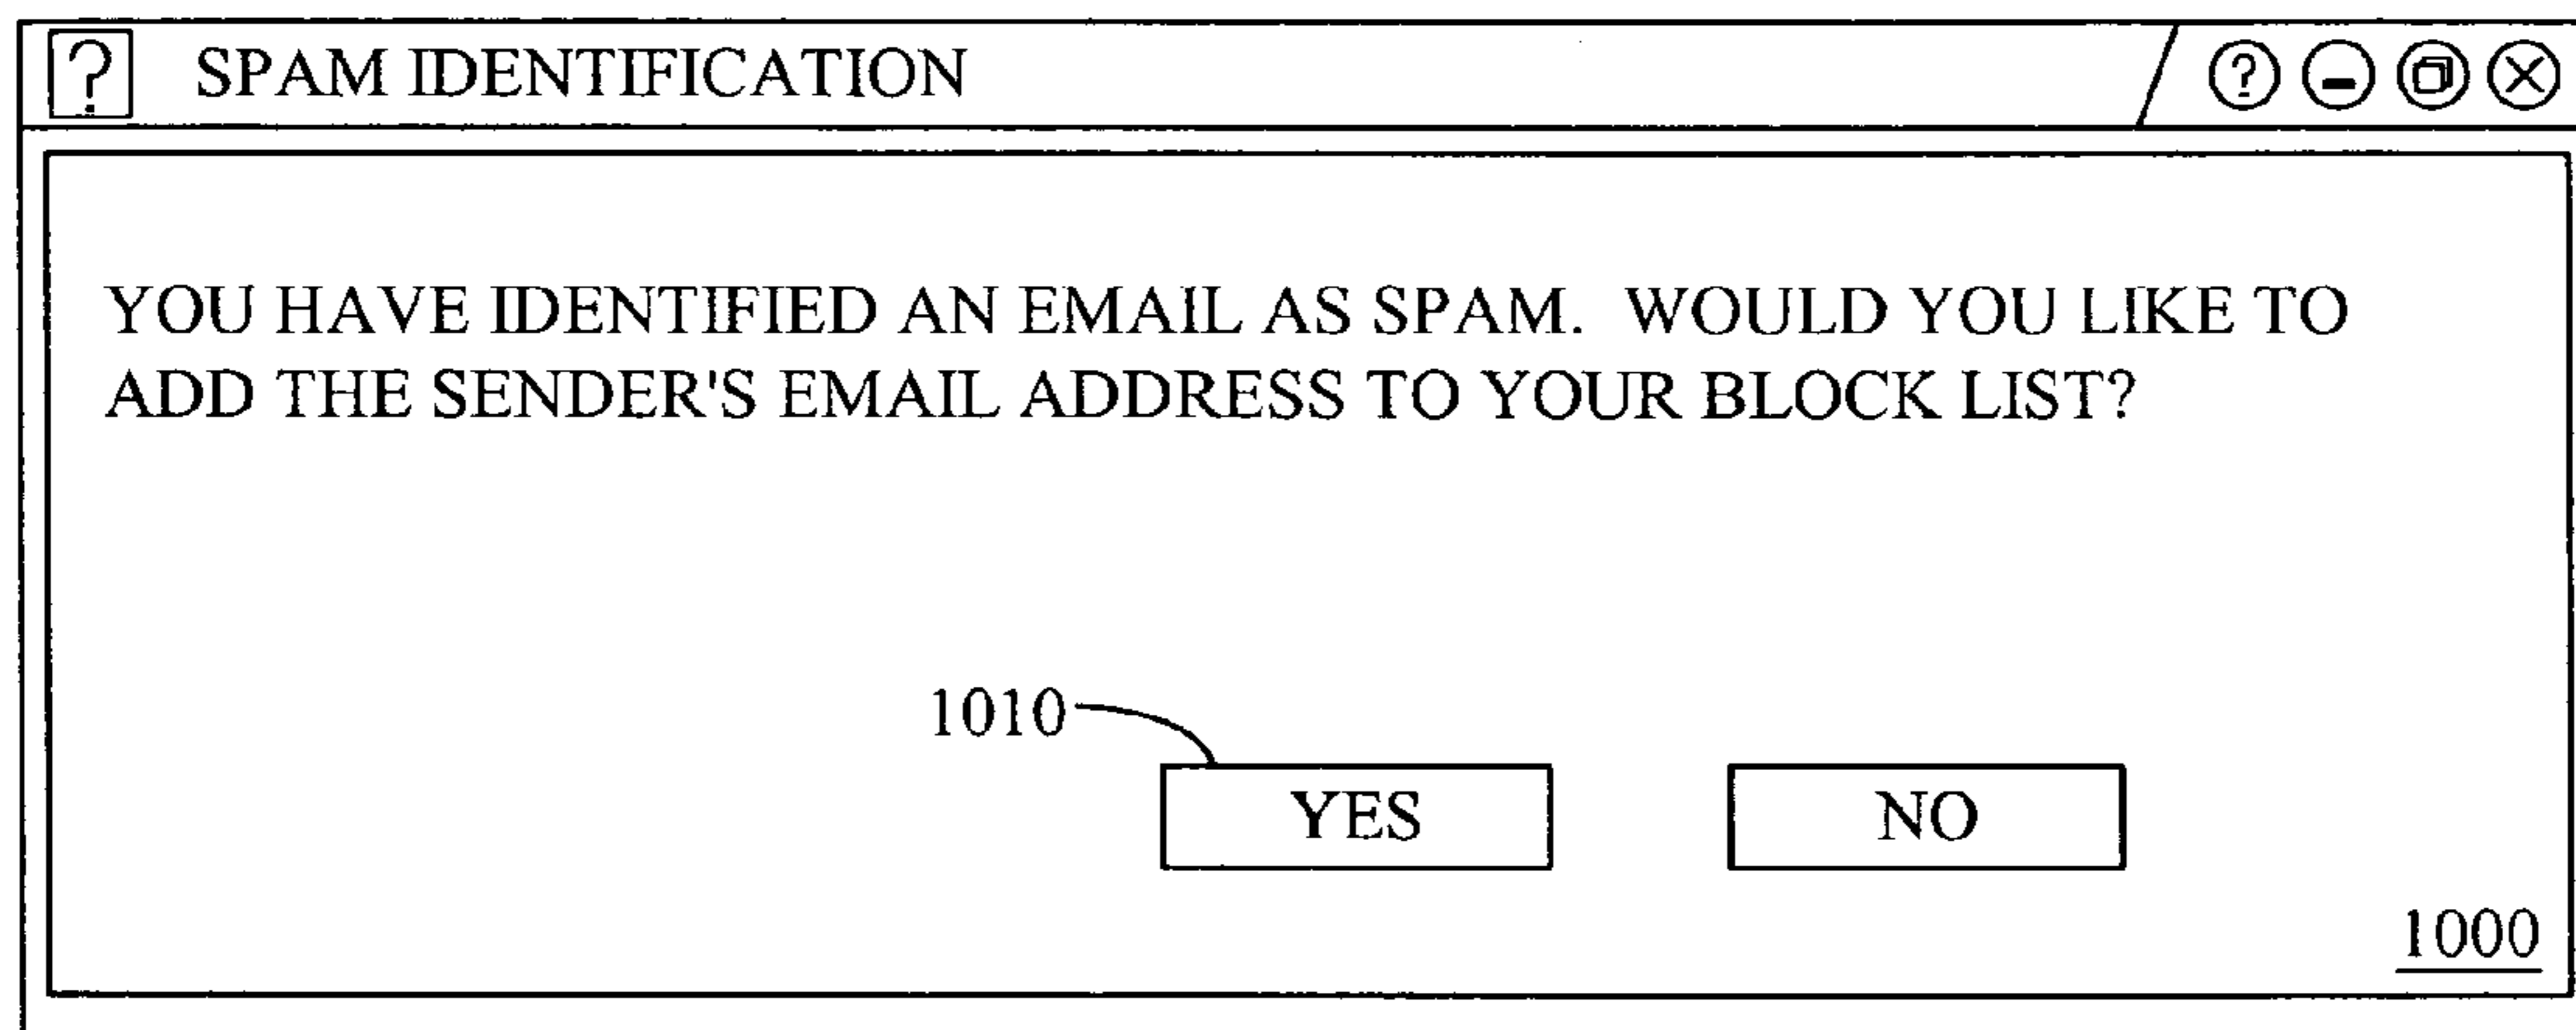 ? SPAM IDENTIFICATION ?
YOU HAVE IDENTIFIED AN EMAIL AS SPAM. WOULD YOU LIKE TO
ADD THE SENDER'S EMAIL ADDRESS TO YOUR BLOCK LIST?
1010
YES NO
1000